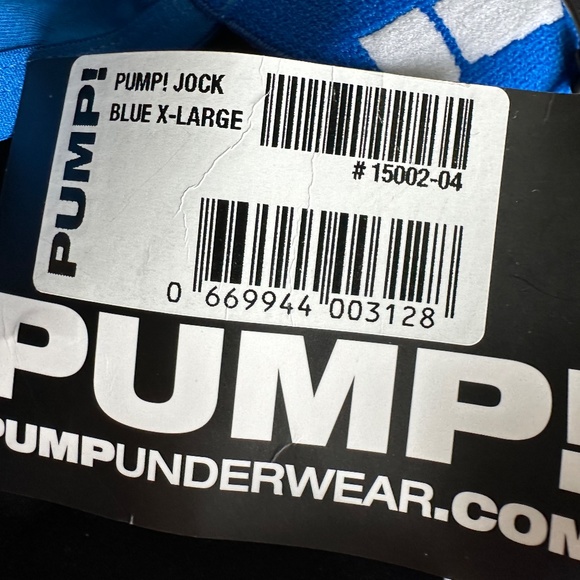 PUMP!
PUMP! JOCK
BLUE X-LARGE
# 15002-04
0 669944 003128
PUMP!
PUMPUNDERWEAR.COM